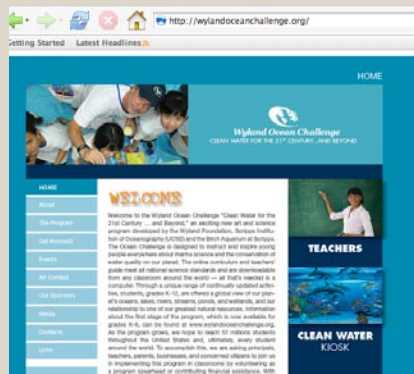 http://wylandoceanchallenge.org/
Getting Started Latest Headlines
HOME
Wyland Ocean Challenge
CLEAN WATER FOR THE 21ST CENTURY...AND BEYOND
HOME
About
The Program
Get Involved
Events
Art Contest
Our Sponsors
Media
Contacts
Links
WELCOME
Welcome to the Wyland Ocean Challenge "Clean Water for the
21st Century ... and Beyond," an exciting new art and science
program developed by the Wyland Foundation, Scripps Institu-
tion of Oceanography (UCSD) and the Birch Aquarium at Scripps.
The Ocean Challenge is designed to instruct and inspire young
people everywhere about marine science and the conservation of
water quality on our planet. The online curriculum and teachers'
guide meet all national science standards and are downloadable
from any classroom around the world — all that's needed is a
computer. Through a unique range of continually updated activi-
ties, students, grades K-12, are offered a global view of our plan-
et's oceans, lakes, rivers, streams, ponds, and wetlands, and our
relationship to one of our greatest natural resources. Information
about the first stage of the program, which is now available for
grades K-6, can be found at www.wylandoceanchallenge.org.
As the program grows, we hope to reach 67 million students
throughout the United States and, ultimately, every student
around the world. To accomplish this, we are asking principals,
teachers, parents, businesses, and concerned citizens to join us
in implementing this program in classrooms by volunteering as
a program spearhead or contributing financial assistance. With
TEACHERS
CLEAN WATER
KIOSK